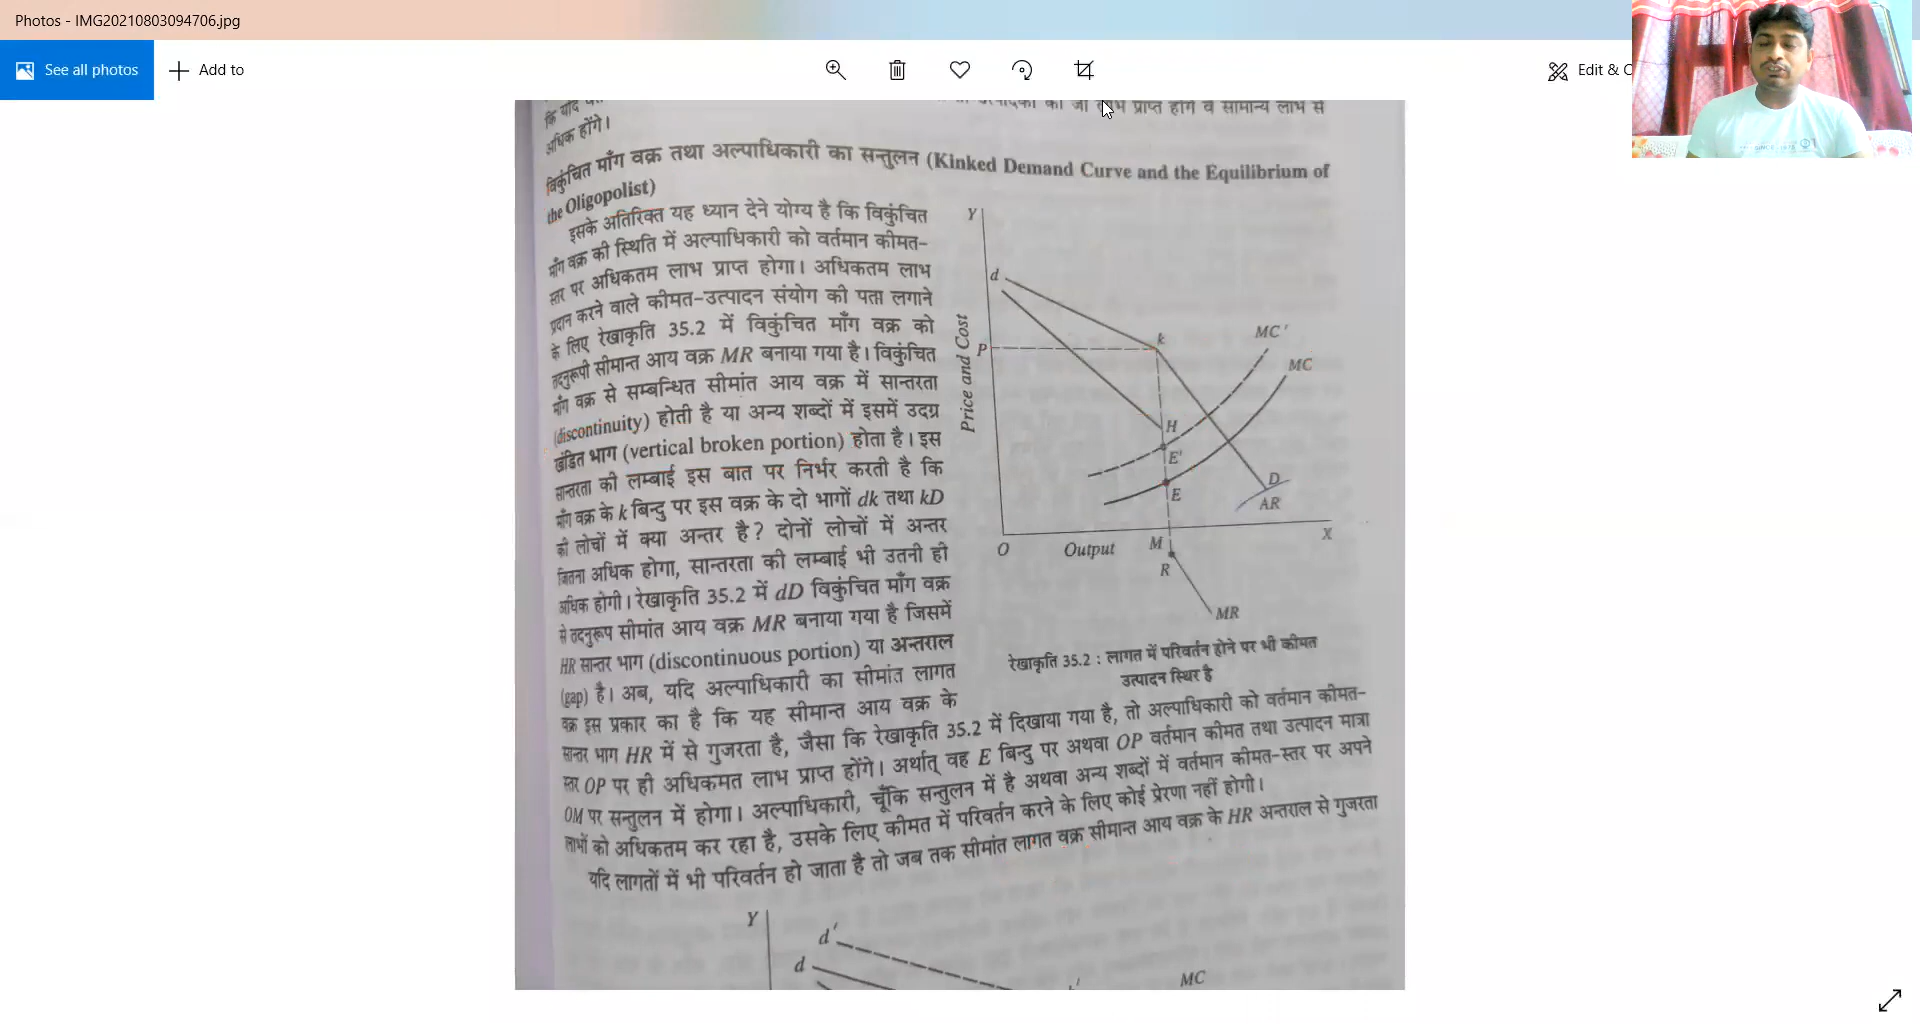 Photos - IMG20210803094706.jpg
See all photos
Add to
Edit & C
प्राप्त होंगे वे सामान्य लाभ से
कि यदि
अधिक होंगे।
विकुंचित माँग वक्र तथा अल्पाधिकारी का सन्तुलन (Kinked Demand Curve and the Equilibrium of
the Oligopolist)
इसके अतिरिक्त यह ध्यान देने योग्य है कि विकुंचित
माँग वक्र की स्थिति में अल्पाधिकारी को वर्तमान कीमत-
स्तर पर अधिकतम लाभ प्राप्त होगा। अधिकतम लाभ
प्रदान करने वाले कीमत-उत्पादन संयोग की पता लगाने
के लिए रेखाकृति 35.2 में विकुंचित माँग वक्र को
तदनुरूपी सीमान्त आय वक्र MR बनाया गया है। विकुंचित
माँग वक्र से सम्बन्धित सीमांत आय वक्र में सान्तरता
(discontinuity) होती है या अन्य शब्दों में इसमें उदग्र
खंडित भाग (vertical broken portion) होता है। इस
सान्तरता की लम्बाई इस बात पर निर्भर करती है कि
माँग वक्र के k बिन्दु पर इस वक्र के दो भागों dk तथा kD
की लोचों में क्या अन्तर है? दोनों लोचों में अन्तर
जितना अधिक होगा, सान्तरता की लम्बाई भी उतनी ही
अधिक होगी। रेखाकृति 35.2 में dD विकुंचित माँग वक्र
से तदनुरूप सीमांत आय वक्र MR बनाया गया है जिसमें
HR सान्तर भाग (discontinuous portion) या अन्तराल
(gap) है। अब, यदि अल्पाधिकारी का सीमांत लागत
वक्र इस प्रकार का है कि यह सीमान्त आय वक्र के
सान्तर भाग HR में से गुजरता है, जैसा कि रेखाकृति 35.2 में दिखाया गया है, तो अल्पाधिकारी को वर्तमान कीमत-
स्तर OP पर ही अधिकमत लाभ प्राप्त होंगे। अर्थात् वह E बिन्दु पर अथवा OP वर्तमान कीमत तथा उत्पादन मात्रा
OM पर सन्तुलन में होगा। अल्पाधिकारी, चूँकि सन्तुलन में है अथवा अन्य शब्दों में वर्तमान कीमत-स्तर पर अपने
लाभों को अधिकतम कर रहा है, उसके लिए कीमत में परिवर्तन करने के लिए कोई प्रेरणा नहीं होगी।
यदि लागतों में भी परिवर्तन हो जाता है तो जब तक सीमांत लागत वक्र सीमान्त आय वक्र के HR अन्तराल से गुजरता
Y
d
k
MC'
P
MC
Price and Cost
H
E'
E
D
AR
O
Output
M
X
R
MR
रेखाकृति 35.2 : लागत में परिवर्तन होने पर भी कीमत
उत्पादन स्थिर है
Y
d'
d
MC